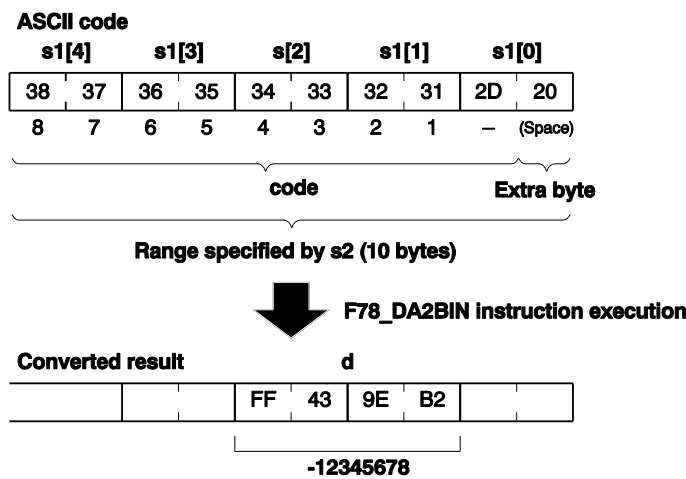 ASCII code
s1[4] s1[3] s[2] s1[1] s1[0]
38 37 36 35 34 33 32 31 2D 20
8 7 6 5 4 3 2 1 – (Space)
code
Extra byte
Range specified by s2 (10 bytes)
F78_DA2BIN instruction execution
Converted result d
FF 43 9E B2
-12345678